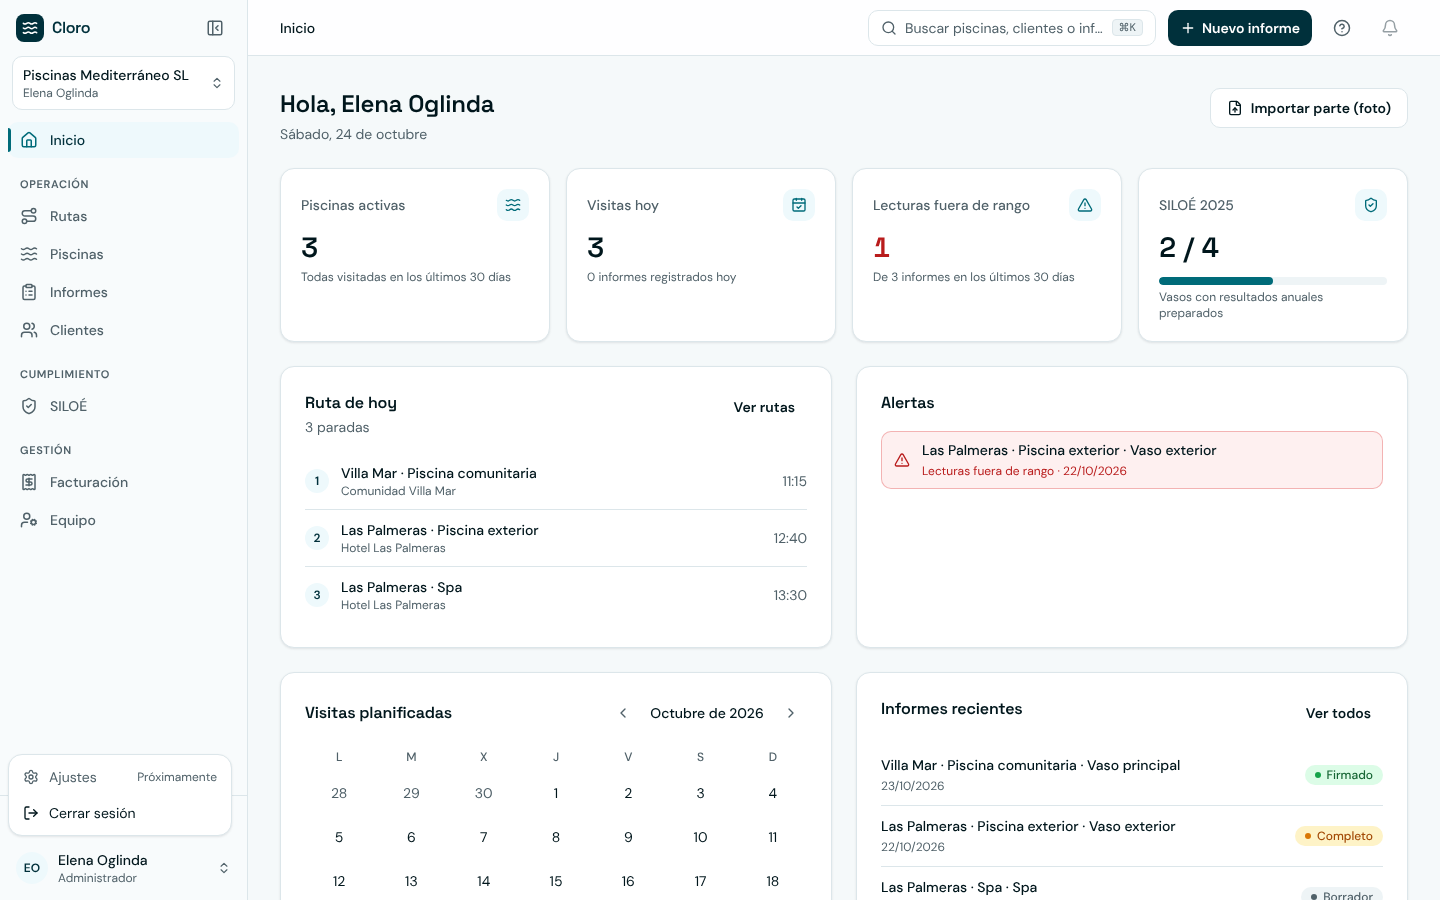 Cloro
Piscinas Mediterráneo SL
Elena Oglinda
Inicio
OPERACIÓN
Rutas
Piscinas
Informes
Clientes
CUMPLIMIENTO
SILOÉ
GESTIÓN
Facturación
Equipo
Ajustes Próximamente
Cerrar sesión
EO Elena Oglinda
Administrador
Inicio
Buscar piscinas, clientes o inf... ⌘K
Nuevo informe
Hola, Elena Oglinda
Sábado, 24 de octubre
Importar parte (foto)
Piscinas activas
3
Todas visitadas en los últimos 30 días
Visitas hoy
3
0 informes registrados hoy
Lecturas fuera de rango
1
De 3 informes en los últimos 30 días
SILOÉ 2025
2 / 4
Vasos con resultados anuales
preparados
Ruta de hoy
3 paradas
Ver rutas
1 Villa Mar · Piscina comunitaria
Comunidad Villa Mar
11:15
2 Las Palmeras · Piscina exterior
Hotel Las Palmeras
12:40
3 Las Palmeras · Spa
Hotel Las Palmeras
13:30
Alertas
Las Palmeras · Piscina exterior · Vaso exterior
Lecturas fuera de rango · 22/10/2026
Visitas planificadas
Octubre de 2026
L M X J V S D
28 29 30 1 2 3 4
5 6 7 8 9 10 11
12 13 14 15 16 17 18
Informes recientes
Ver todos
Villa Mar · Piscina comunitaria · Vaso principal
23/10/2026
Firmado
Las Palmeras · Piscina exterior · Vaso exterior
22/10/2026
Completo
Las Palmeras · Spa · Spa
Borrador